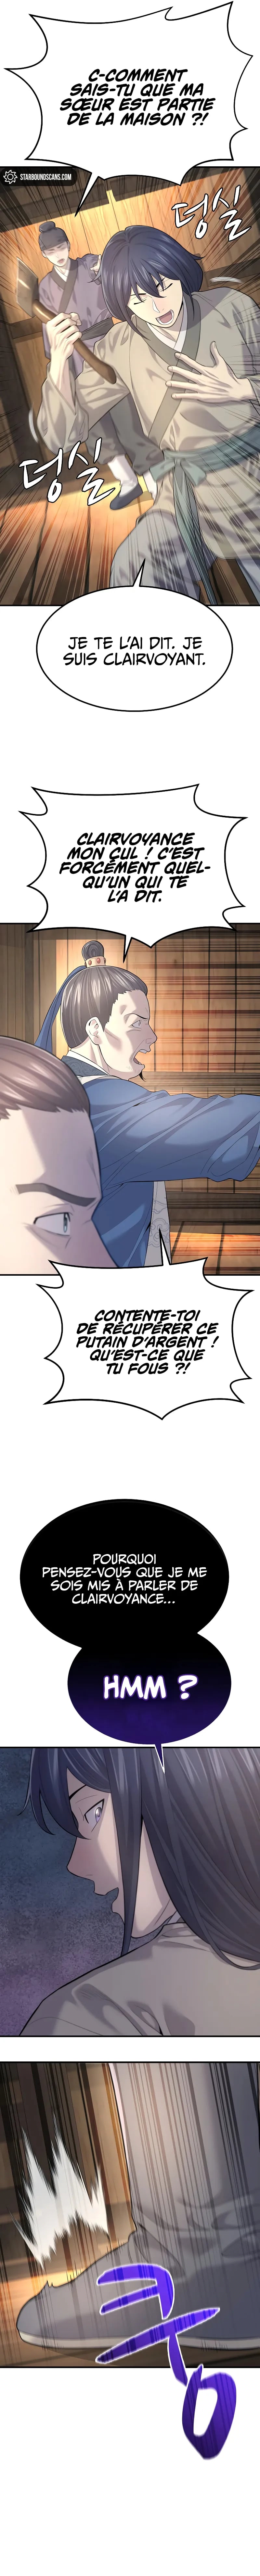 C-COMMENT
SAIS-TU QUE MA
SŒUR EST PARTIE
DE LA MAISON ?!
STARBOUNDSCANS.COM
덩실
덩실
JE TE L'AI DIT. JE
SUIS CLAIRVOYANT.
CLAIRVOYANCE
MON CUL ! C'EST
FORCÉMENT QUEL-
QU'UN QUI TE
L'A DIT.
CONTENTE-TOI
DE RÉCUPÉRER CE
PUTAIN D'ARGENT !
QU'EST-CE QUE
TU FOUS ?!
POURQUOI
PENSEZ-VOUS QUE JE ME
SOIS MIS À PARLER DE
CLAIRVOYANCE...
HMM ?
쿵